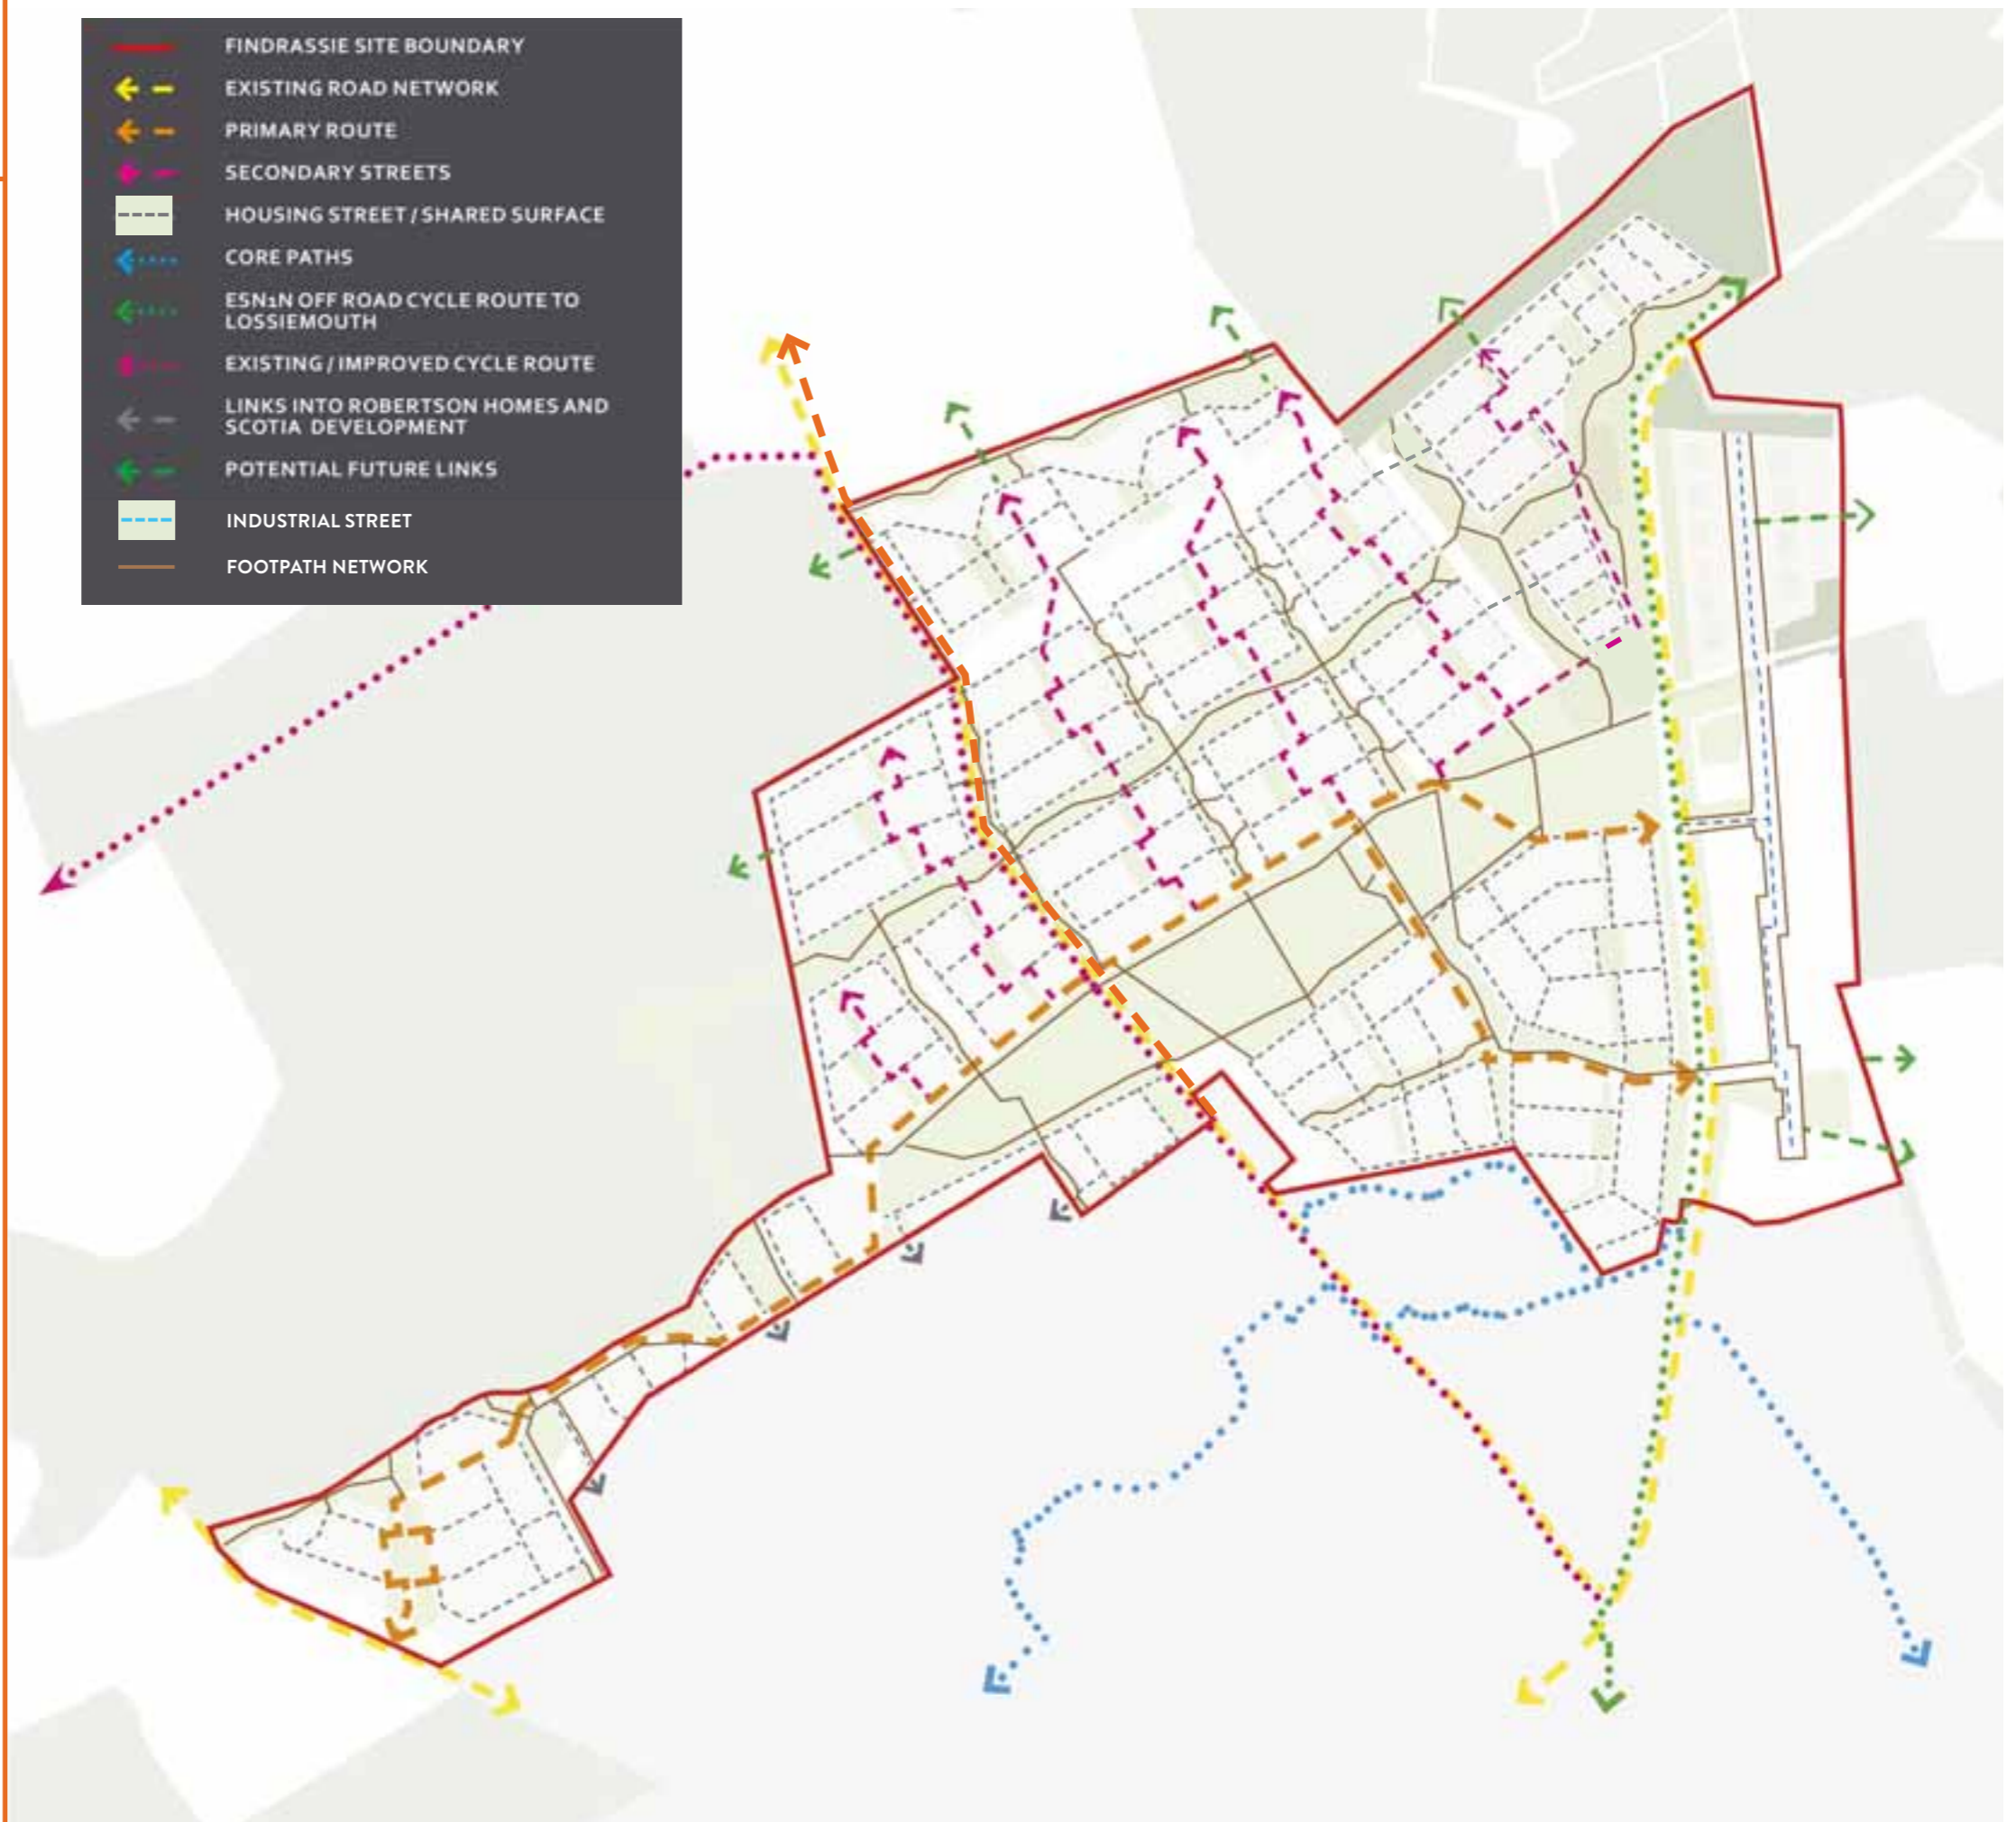 FINDRASSIE SITE BOUNDARY
EXISTING ROAD NETWORK
PRIMARY ROUTE
SECONDARY STREETS
HOUSING STREET / SHARED SURFACE
CORE PATHS
ESN1N OFF ROAD CYCLE ROUTE TO
LOSSIEMOUTH
EXISTING / IMPROVED CYCLE ROUTE
LINKS INTO ROBERTSON HOMES AND
SCOTIA DEVELOPMENT
POTENTIAL FUTURE LINKS
INDUSTRIAL STREET
FOOTPATH NETWORK